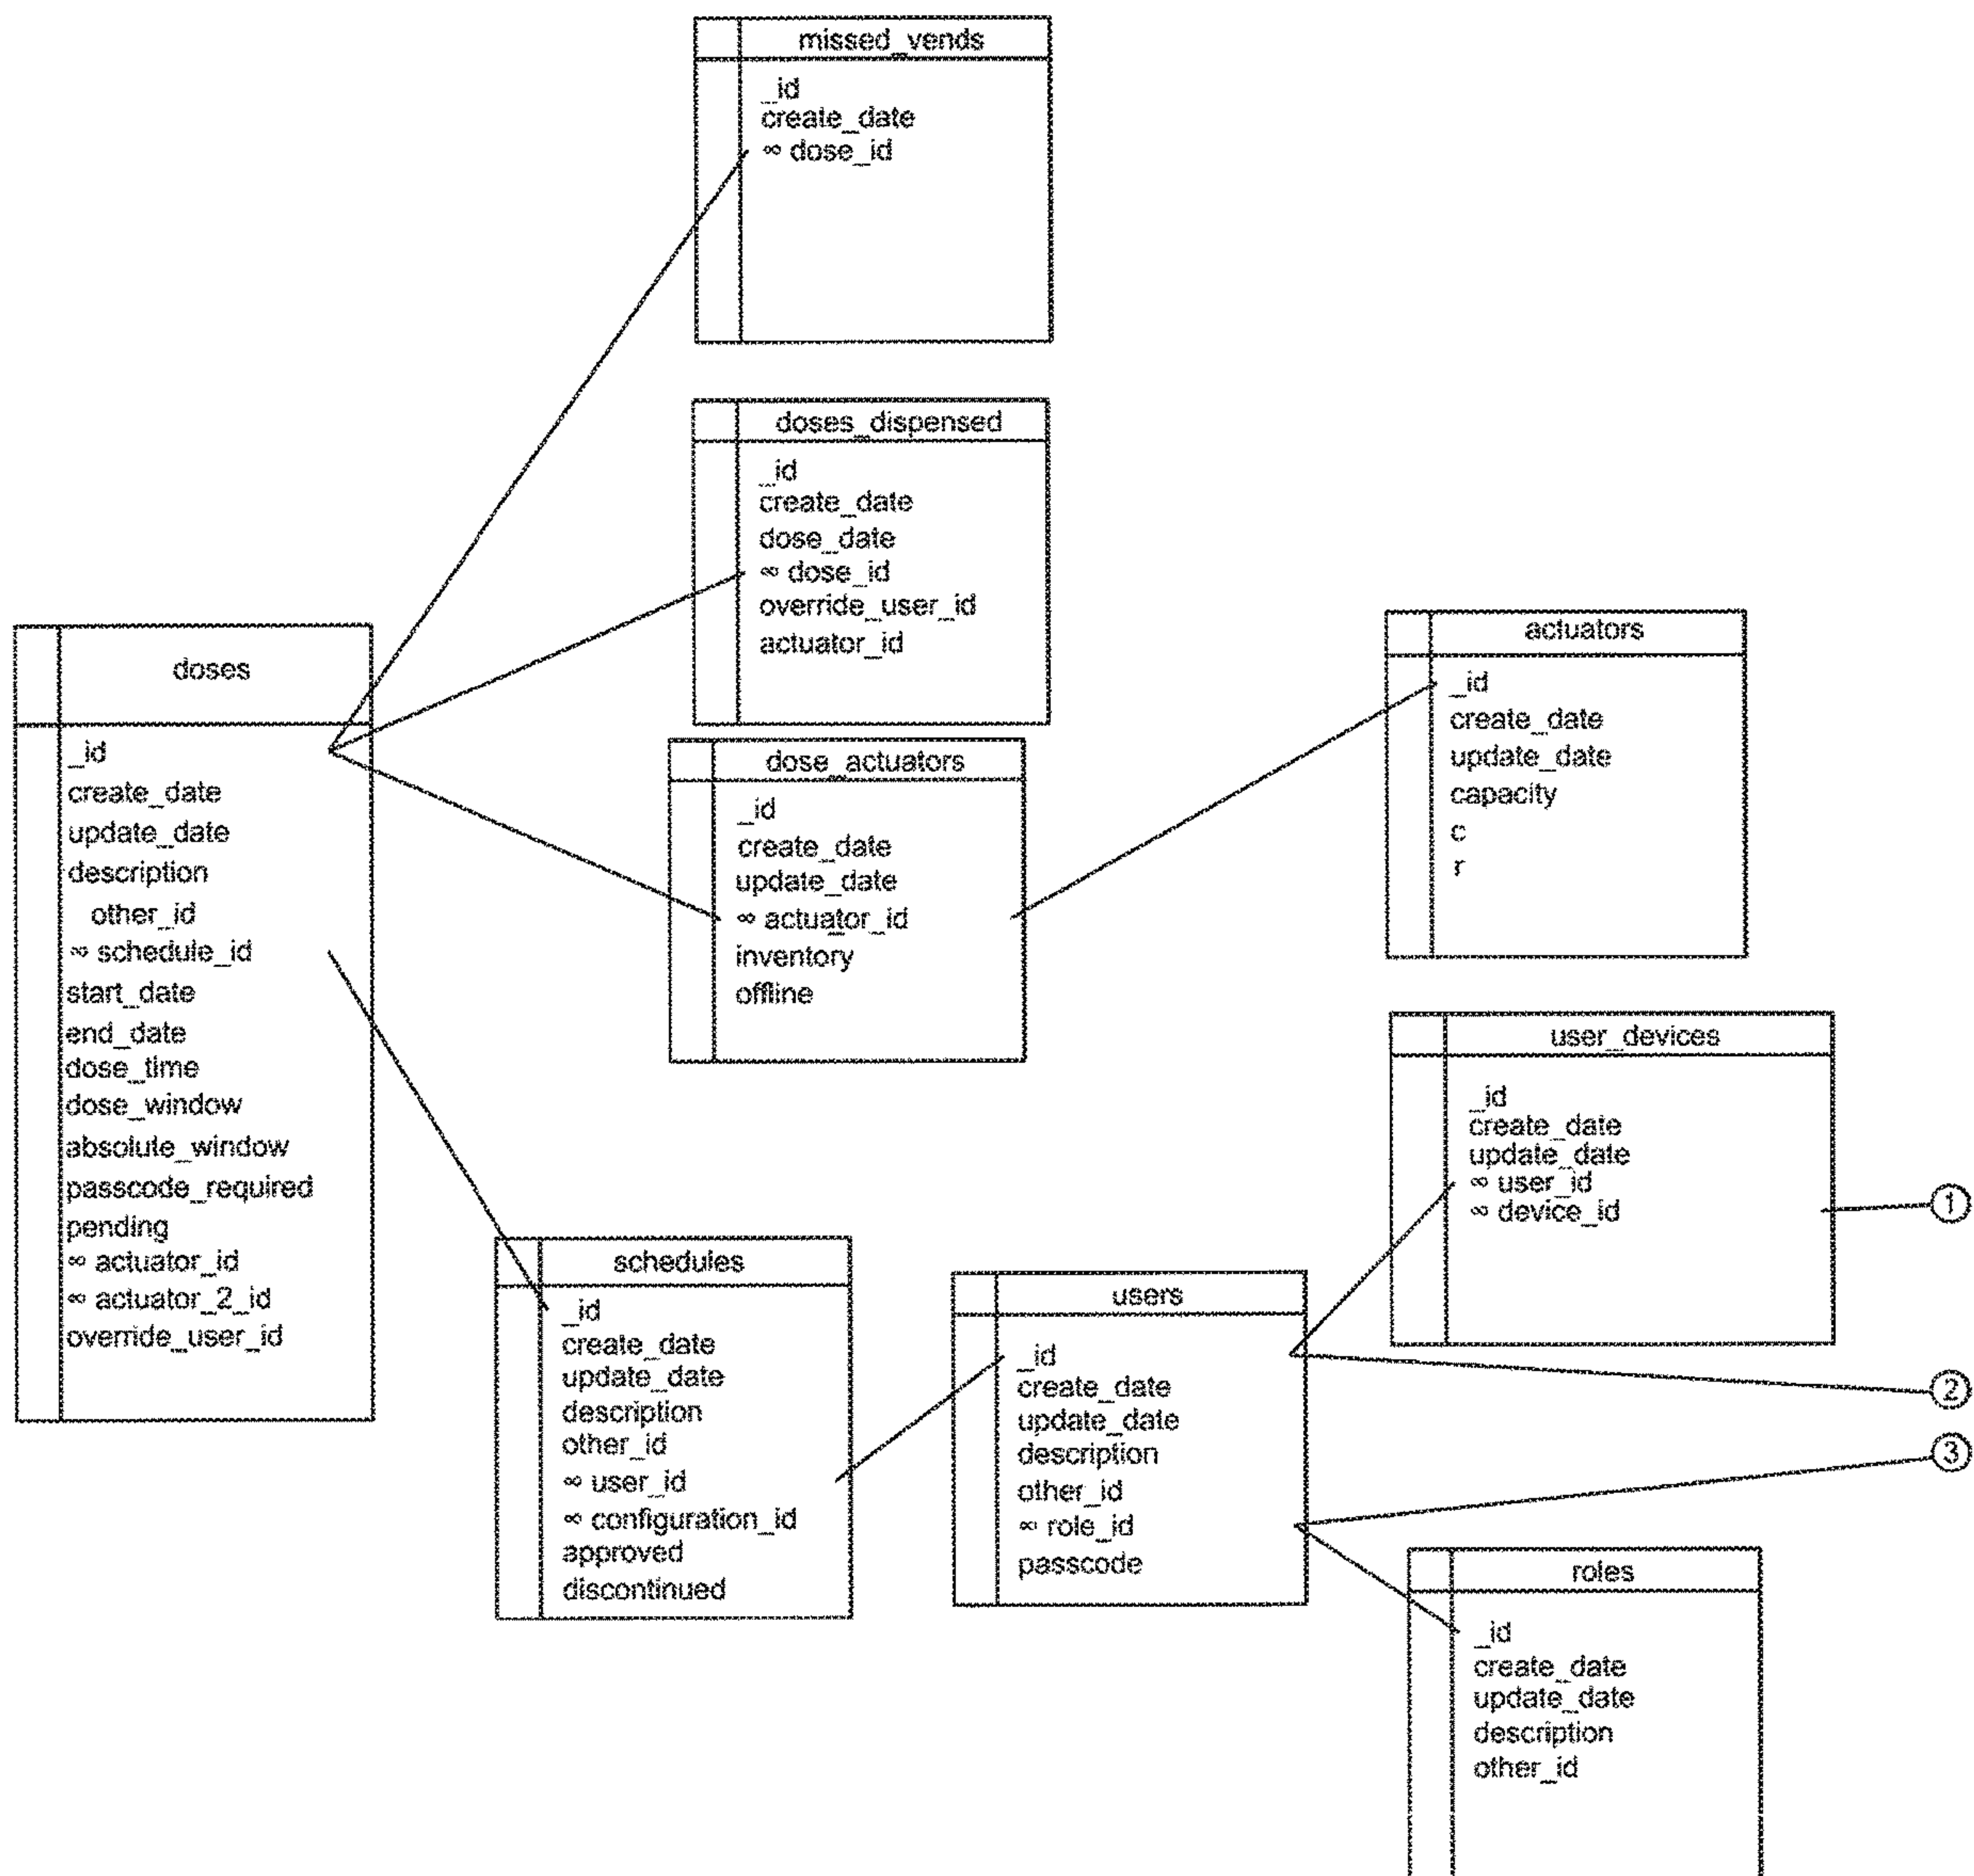 missed_vends
_id
create_date
∞ dose_id
doses_dispensed
_id
create_date
dose_date
∞ dose_id
override_user_id
actuator_id
doses
_id
create_date
update_date
description
other_id
∞ schedule_id
start_date
end_date
dose_time
dose_window
absolute_window
passcode_required
pending
∞ actuator_id
∞ actuator_2_id
override_user_id
dose_actuators
_id
create_date
update_date
∞ actuator_id
inventory
offline
actuators
_id
create_date
update_date
capacity
c
r
user_devices
_id
create_date
update_date
∞ user_id
∞ device_id
1
schedules
_id
create_date
update_date
description
other_id
∞ user_id
∞ configuration_id
approved
discontinued
users
_id
create_date
update_date
description
other_id
∞ role_id
passcode
2
3
roles
_id
create_date
update_date
description
other_id